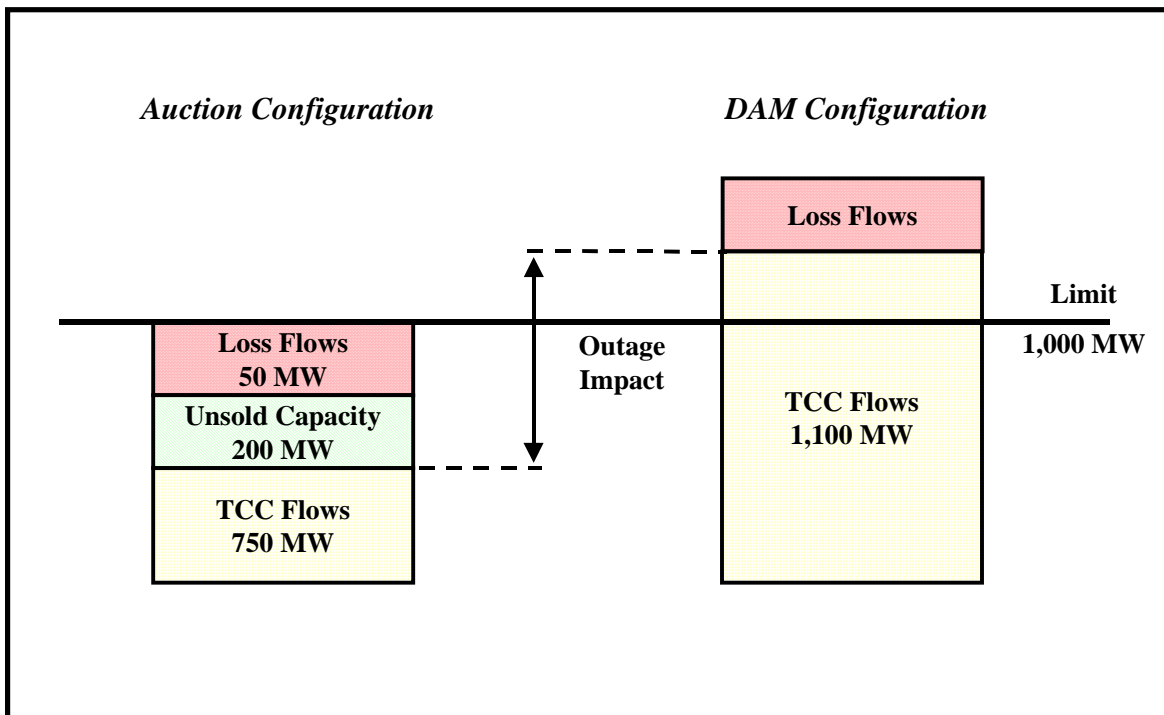 Auction Configuration
DAM Configuration
Loss Flows
50 MW
Unsold Capacity
200 MW
TCC Flows
750 MW
Outage
Impact
Loss Flows
TCC Flows
1,100 MW
Limit
1,000 MW